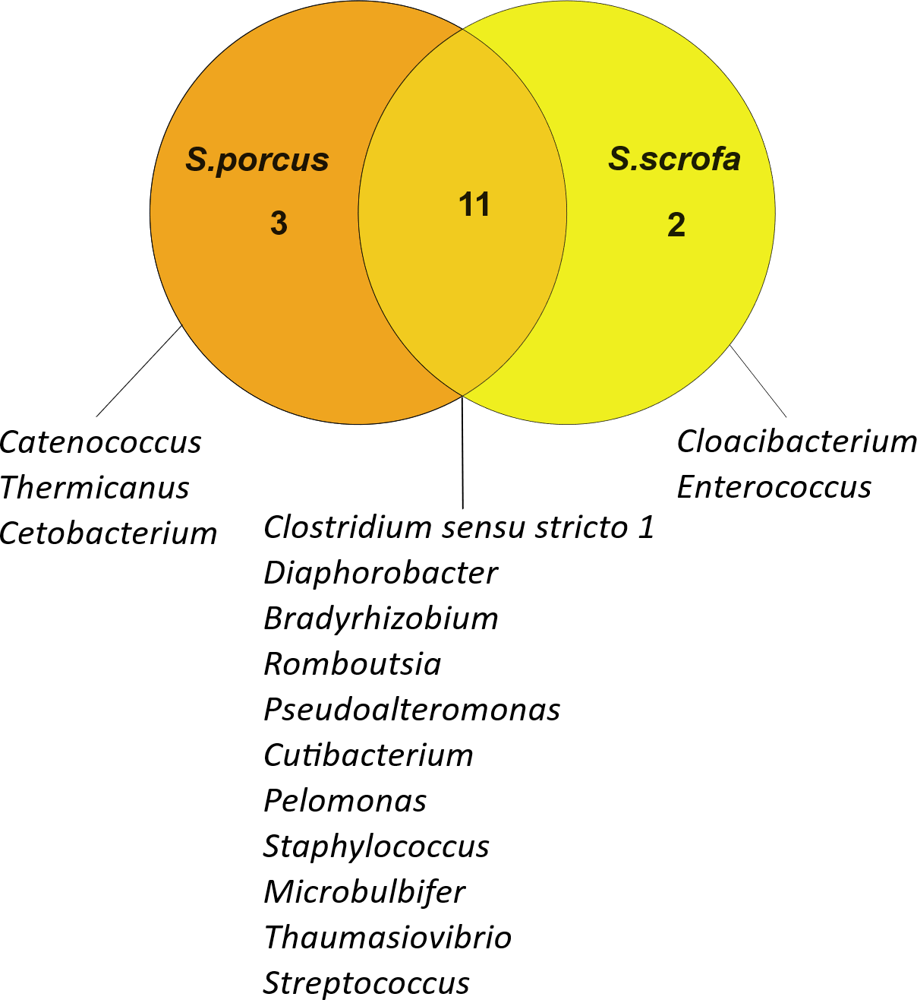 S.porcus
3
11
S.scrofa
2
Catenococcus
Thermicanus
Cetobacterium
Clostridium sensu stricto 1
Diaphorobacter
Bradyrhizobium
Romboutsia
Pseudoalteromonas
Cutibacterium
Pelomonas
Staphylococcus
Microbulbifer
Thaumasiovibrio
Streptococcus
Cloacibacterium
Enterococcus